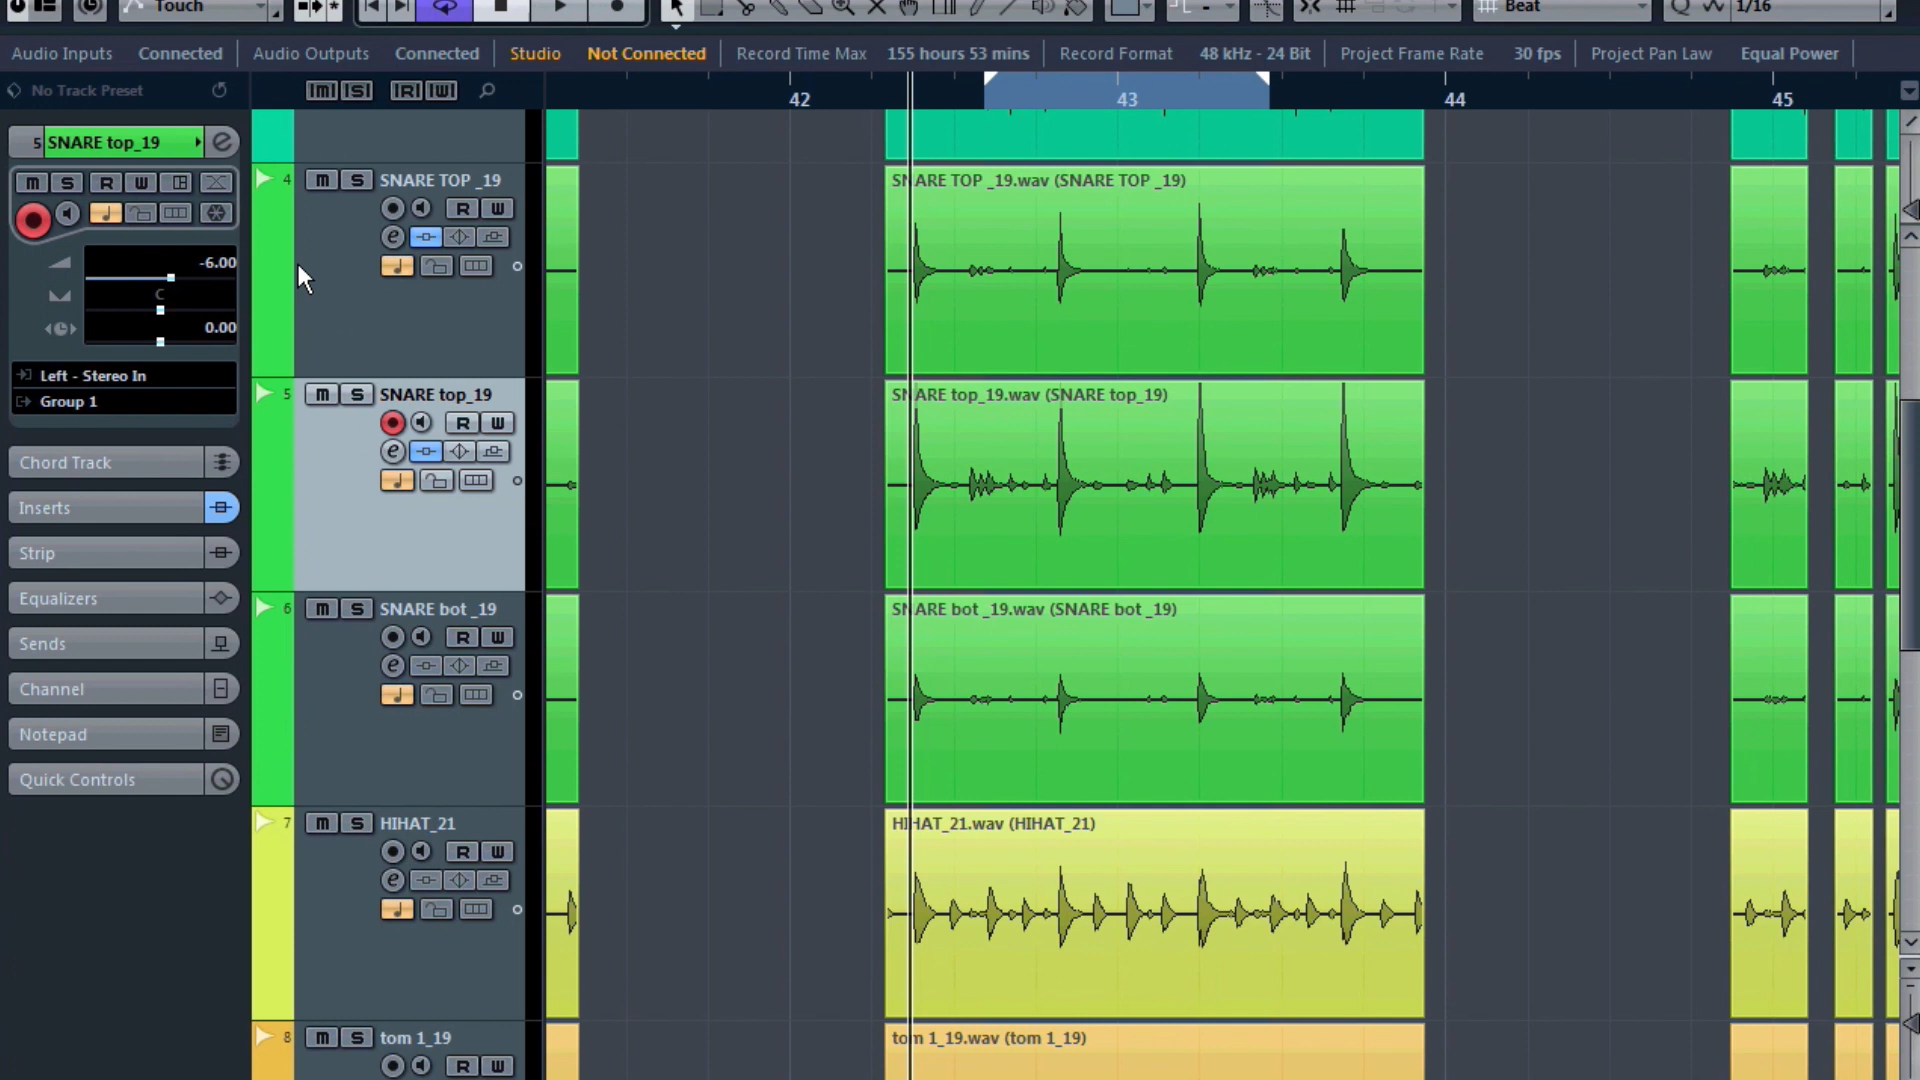 Touch
Beat
1/16
Audio Inputs Connected Audio Outputs Connected Studio Not Connected Record Time Max 155 hours 53 mins Record Format 48 kHz - 24 Bit Project Frame Rate 30 fps Project Pan Law Equal Power
No Track Preset
M S R W
42 43 44 45
5 SNARE top_19
M S R W
-6.00
C
0.00
Left - Stereo In
Group 1
Chord Track
Inserts
Strip
Equalizers
Sends
Channel
Notepad
Quick Controls
4 M S SNARE TOP _19
R W
e
SNARE TOP _19.wav (SNARE TOP _19)
5 M S SNARE top_19
R W
e
SNARE top_19.wav (SNARE top_19)
6 M S SNARE bot _19
R W
e
SNARE bot _19.wav (SNARE bot _19)
7 M S HIHAT_21
R W
e
HIHAT_21.wav (HIHAT_21)
8 M S tom 1_19
R W
tom 1_19.wav (tom 1_19)